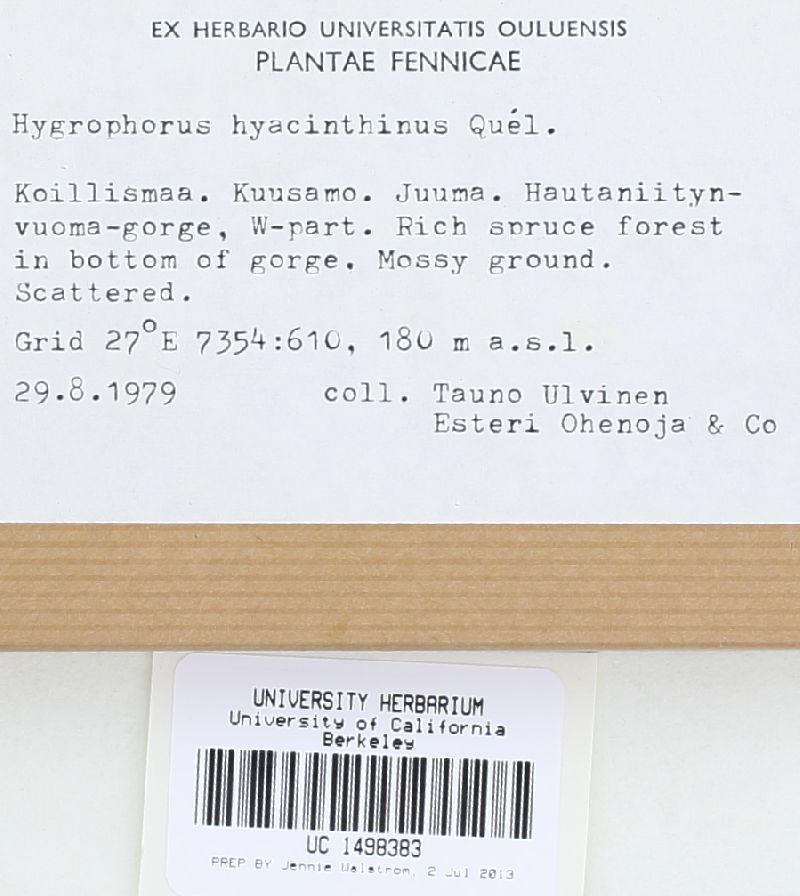 EX HERBARIO UNIVERSITATIS OULUENSIS
PLANTAE FENNICAE
Hygrophorus hyacinthinus Quél.
Koillismaa. Kuusamo. Juuma. Hautaniityn-
vuoma-gorge, W-part. Rich spruce forest
in bottom of gorge. Mossy ground.
Scattered.
Grid 27°E 7354:610, 180 m a.s.l.
29.8.1979 coll. Tauno Ulvinen
Esteri Ohenoja & Co
UNIVERSITY HERBARIUM
University of California
Berkeley
UC 1498383
PREP BY Jennie Walstrom, 2 Jul 2013